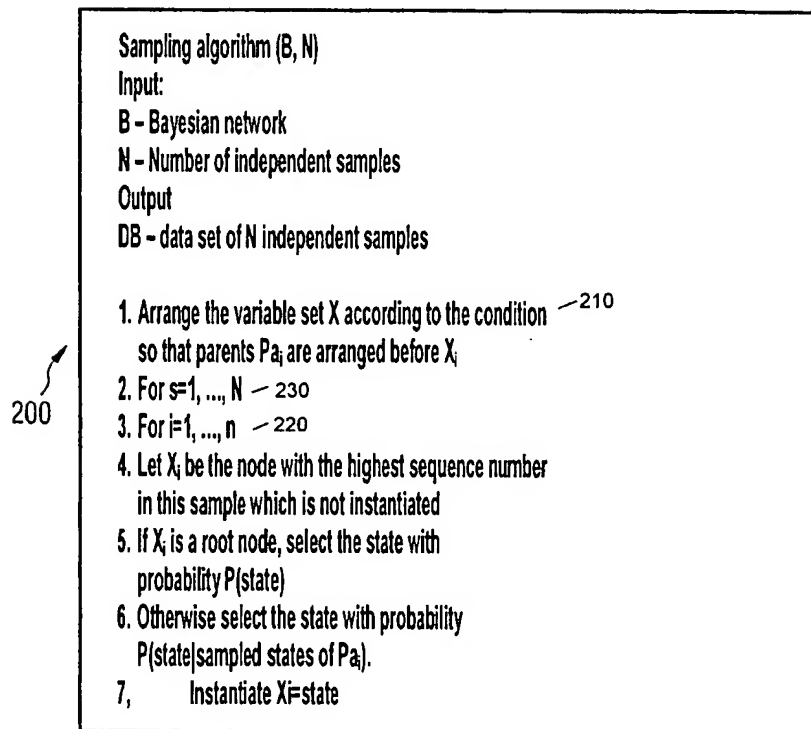 Sampling algorithm (B, N)
Input:
B – Bayesian network
N – Number of independent samples
Output
DB – data set of N independent samples
1. Arrange the variable set X according to the condition 210
so that parents Paᵢ are arranged before Xᵢ
200
2. For s=1, ..., N 230
3. For i=1, ..., n 220
4. Let Xᵢ be the node with the highest sequence number
in this sample which is not instantiated
5. If Xᵢ is a root node, select the state with
probability P(state)
6. Otherwise select the state with probability
P(state|sampled states of Paᵢ).
7, Instantiate Xi=state